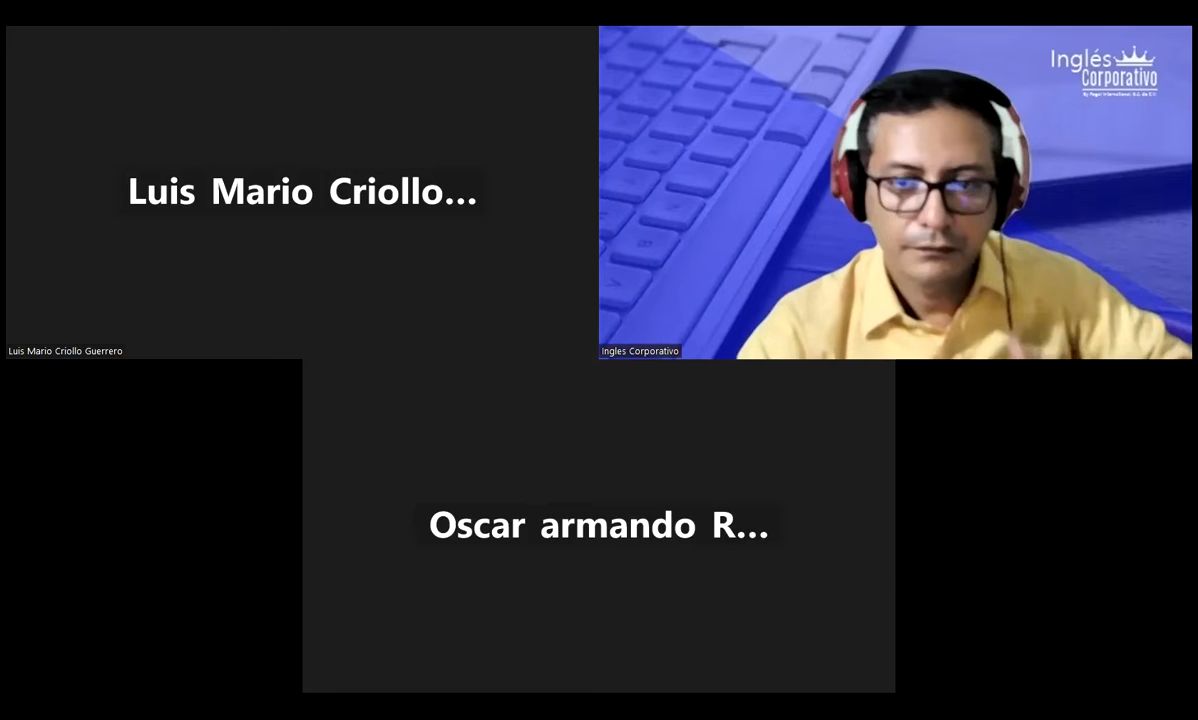 Luis Mario Criollo...
Inglés
Corporativo
Luis Mario Criollo Guerrero
Ingles Corporativo
Oscar armando R...